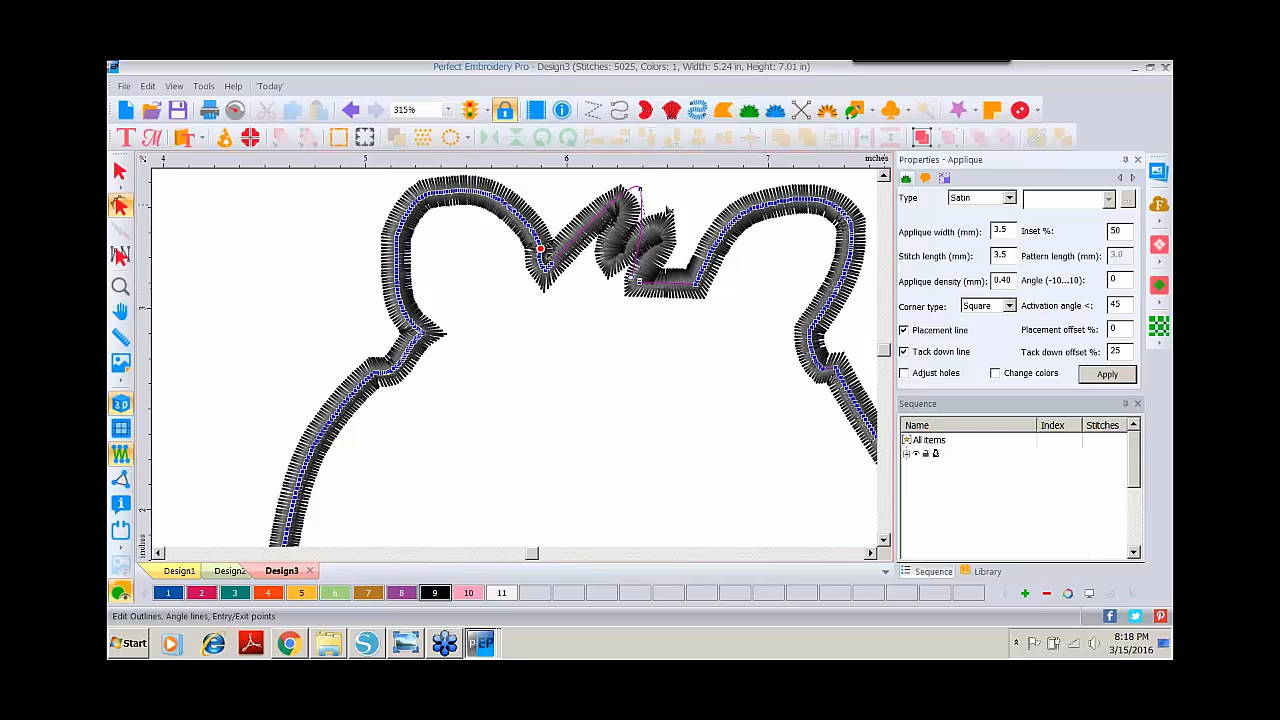 Perfect Embroidery Pro - Design3 (Stitches: 5025, Colors: 1, Width: 5.24 in, Height: 7.01 in)
File Edit View Tools Help 'Today'
315%
% 4 5 6 7 inches
3
2
inches
Properties - Applique
Type Satin
Applique width (mm): 3.5 Inset %: 50
Stitch length (mm): 3.5 Pattern length (mm): 3.0
Applique density (mm): 0.40 Angle (-10...10): 0
Corner type: Square Activation angle <: 45
Placement line Placement offset %: 0
Tack down line Tack down offset %: 25
Adjust holes Change colors Apply
Sequence
Name Index Stitches
All items
Sequence Library
Design1 Design2 Design3
1 2 3 4 5 6 7 8 9 10 11
Edit Outlines, Angle lines, Entry/Exit points
Start
8:18 PM
3/15/2016